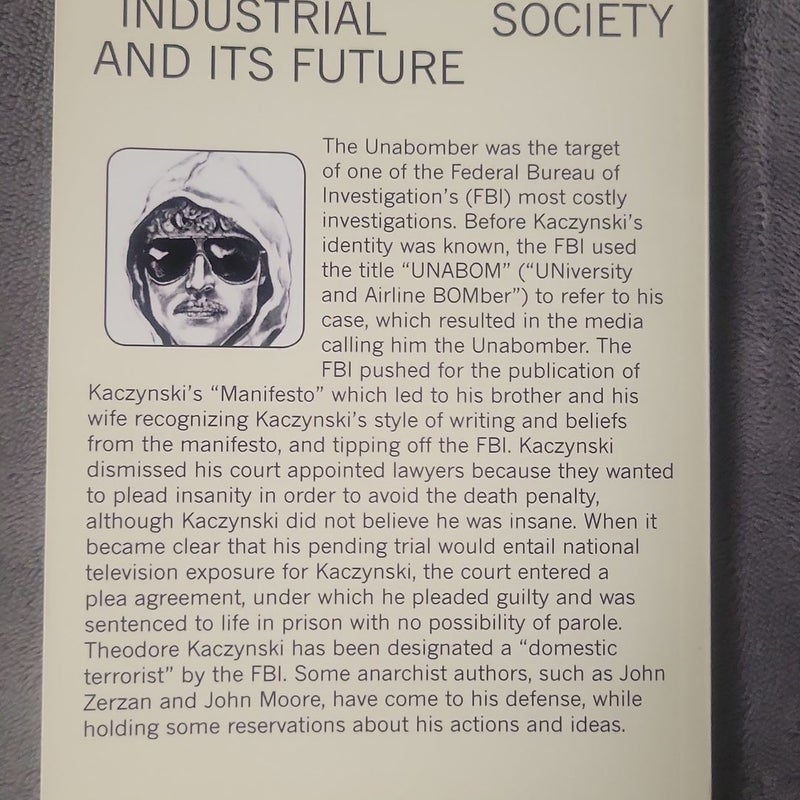 INDUSTRIAL SOCIETY
AND ITS FUTURE
The Unabomber was the target
of one of the Federal Bureau of
Investigation's (FBI) most costly
investigations. Before Kaczynski's
identity was known, the FBI used
the title “UNABOM” (“UNiversity
and Airline BOMber”) to refer to his
case, which resulted in the media
calling him the Unabomber. The
FBI pushed for the publication of
Kaczynski's “Manifesto” which led to his brother and his
wife recognizing Kaczynski's style of writing and beliefs
from the manifesto, and tipping off the FBI. Kaczynski
dismissed his court appointed lawyers because they wanted
to plead insanity in order to avoid the death penalty,
although Kaczynski did not believe he was insane. When it
became clear that his pending trial would entail national
television exposure for Kaczynski, the court entered a
plea agreement, under which he pleaded guilty and was
sentenced to life in prison with no possibility of parole.
Theodore Kaczynski has been designated a “domestic
terrorist” by the FBI. Some anarchist authors, such as John
Zerzan and John Moore, have come to his defense, while
holding some reservations about his actions and ideas.